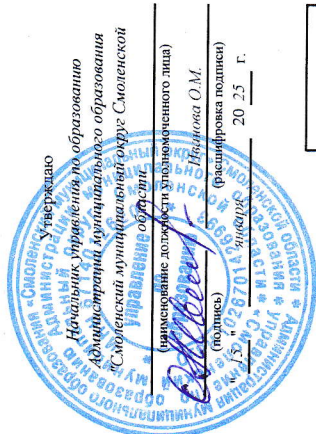 Утверждаю
Начальник управления по образованию
Администраций муниципального образования
"Смоленский муниципальный округ Смоленской
области
(наименование должности уполномоченного лица)
Иванова О.М.
(подпись) (расшифровка подписи)
"15" января 20 25 г.